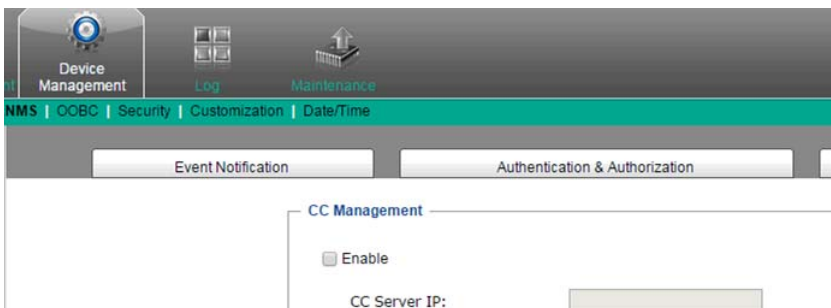 Device
Management
Log
Maintenance
NMS | OOBC | Security | Customization | Date/Time
Event Notification
Authentication & Authorization
CC Management
Enable
CC Server IP: